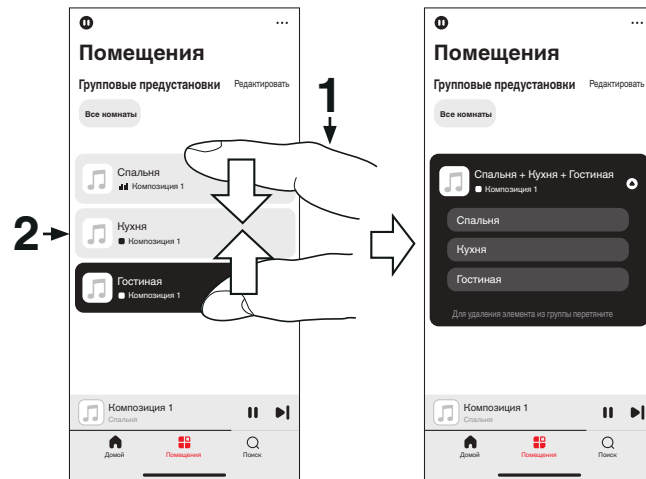 Помещения
Групповые предустановки Редактировать
Все комнаты
1
Спальня
Композиция 1
2
Кухня
Композиция 1
Гостиная
Композиция 1
Композиция 1
Спальня
Домой Помещения Поиск
Помещения
Групповые предустановки Редактировать
Все комнаты
Спальня + Кухня + Гостиная
Композиция 1
Спальня
Кухня
Гостиная
Для удаления элемента из группы перетяните
Композиция 1
Спальня
Домой Помещения Поиск